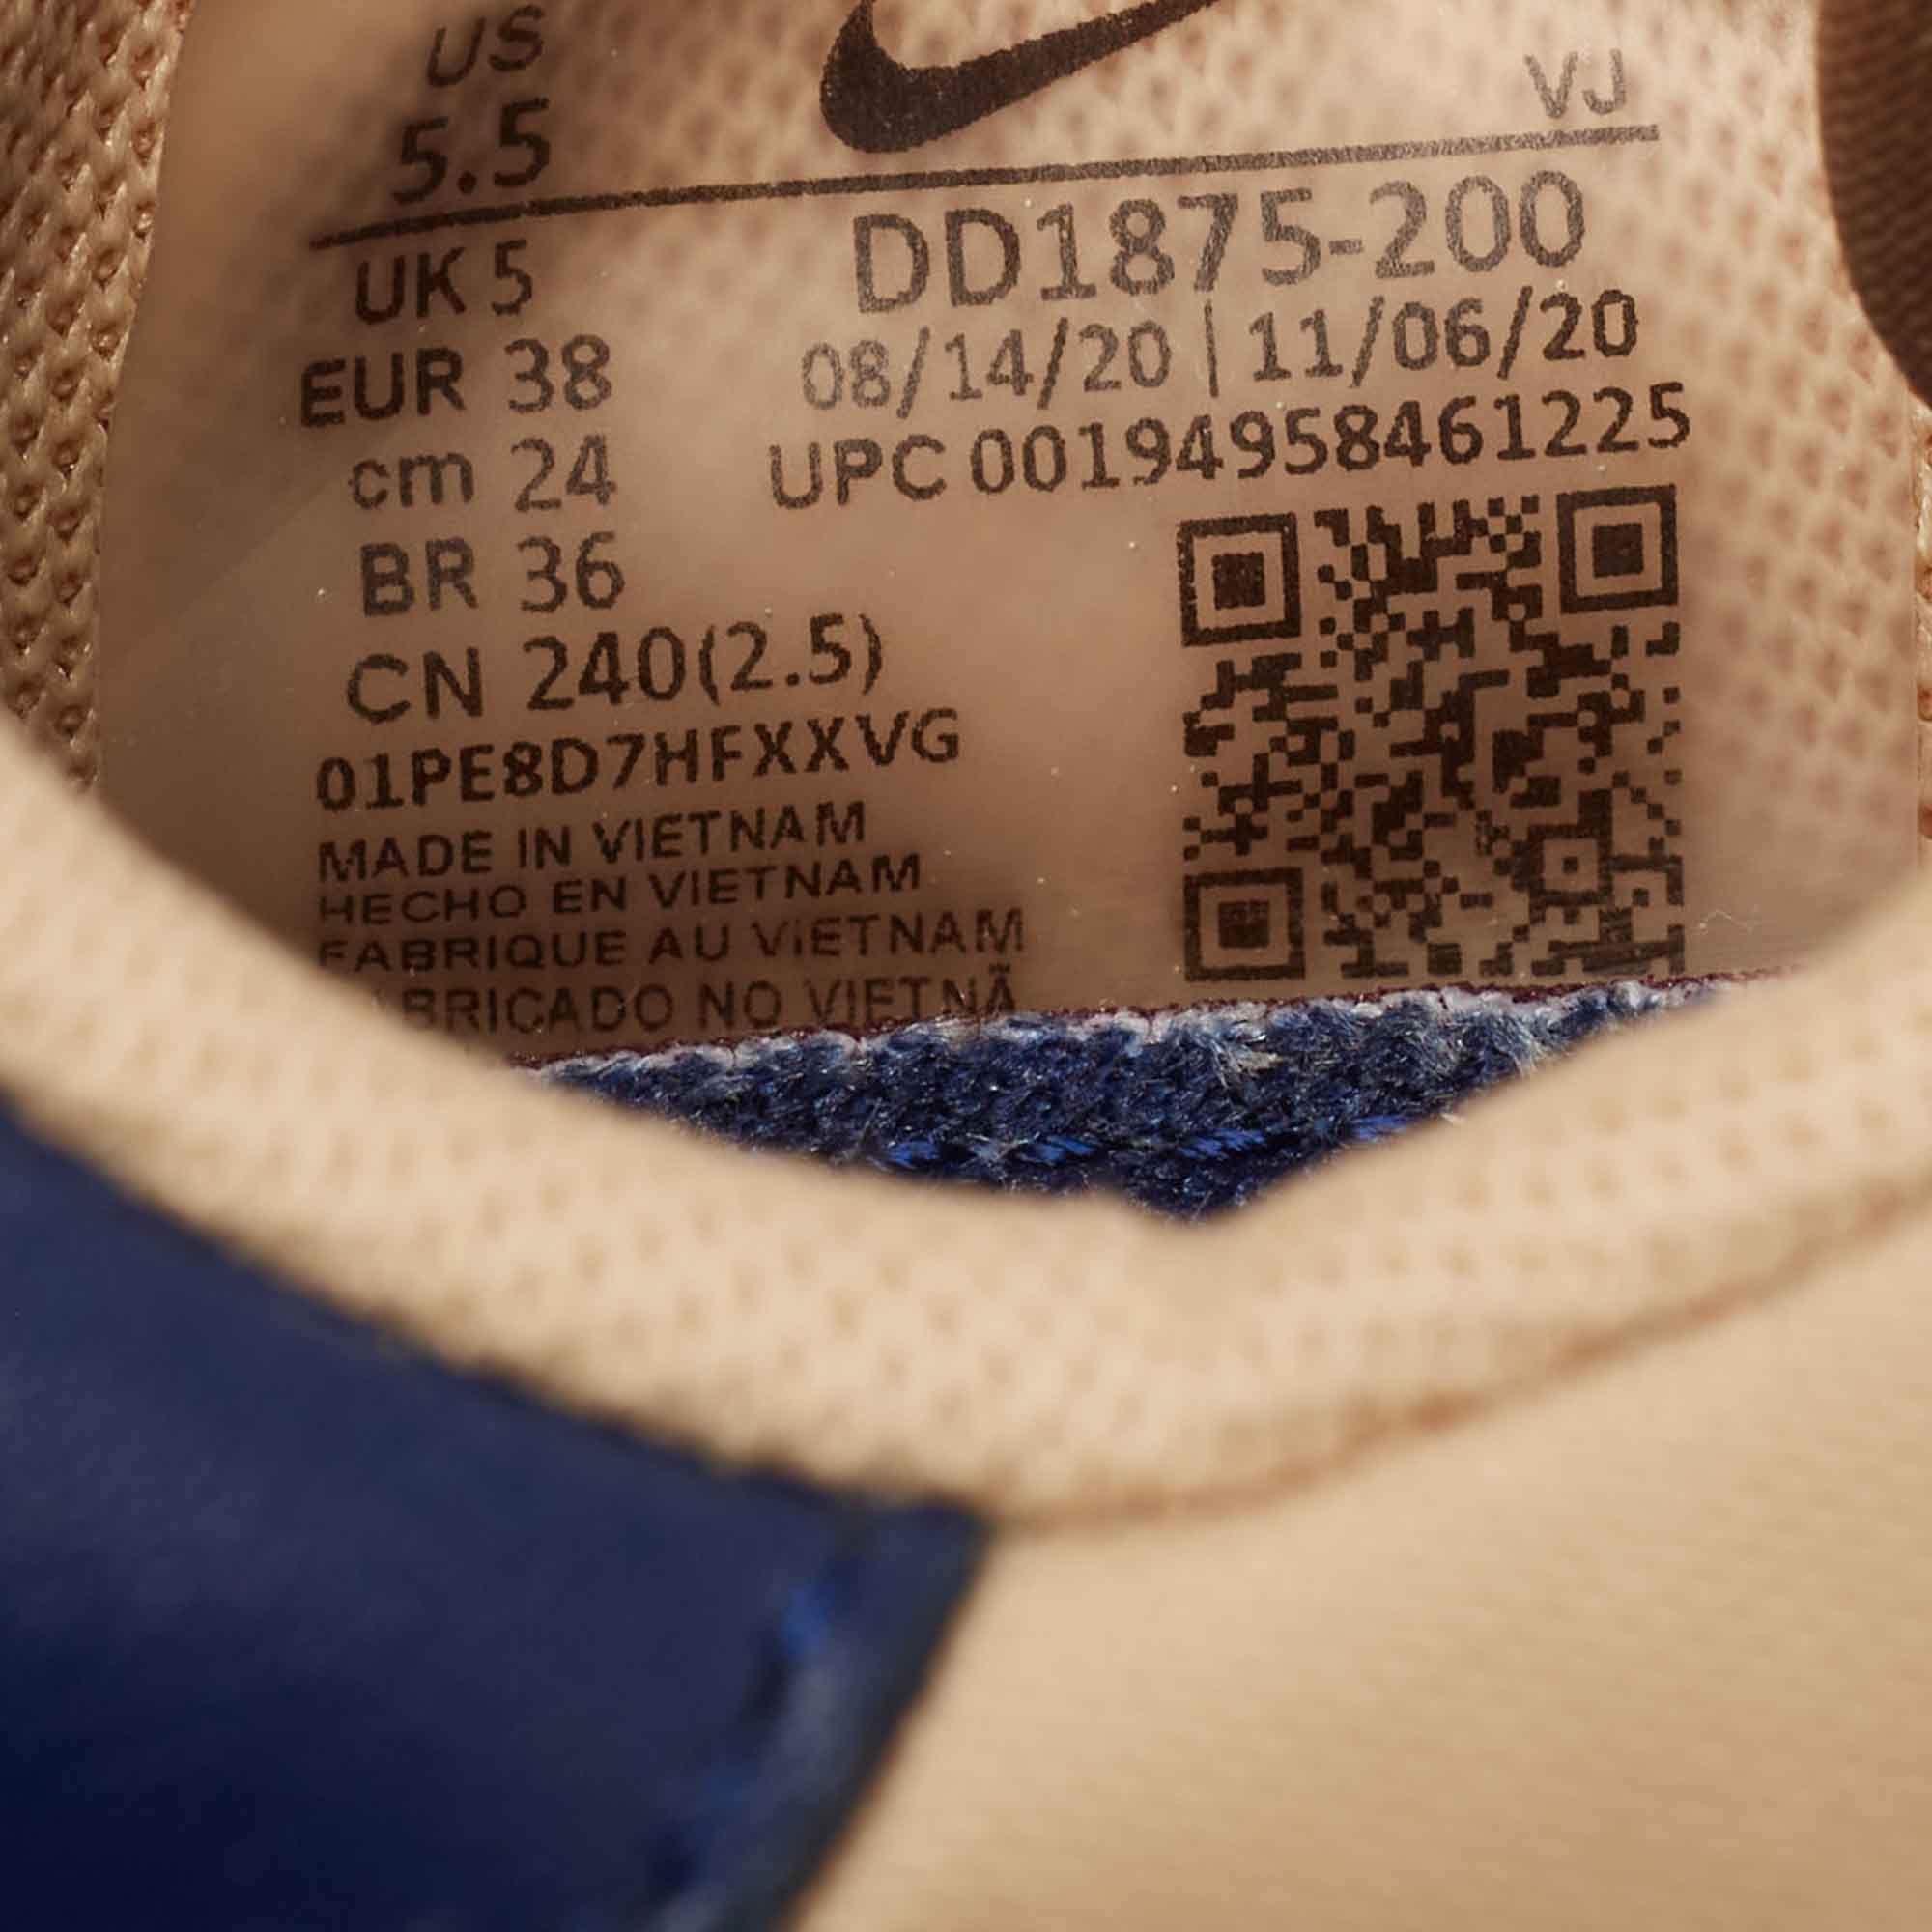 US
5.5
VJ
UK 5
EUR 38
cm 24
BR 36
CN 240(2.5)
01PE8D7HFXXVG
MADE IN VIETNAM
HECHO EN VIETNAM
FABRIQUE AU VIETNAM
FABRICADO NO VIETNÃ
DD1875-200
08/14/20 | 11/06/20
UPC 00194958461225